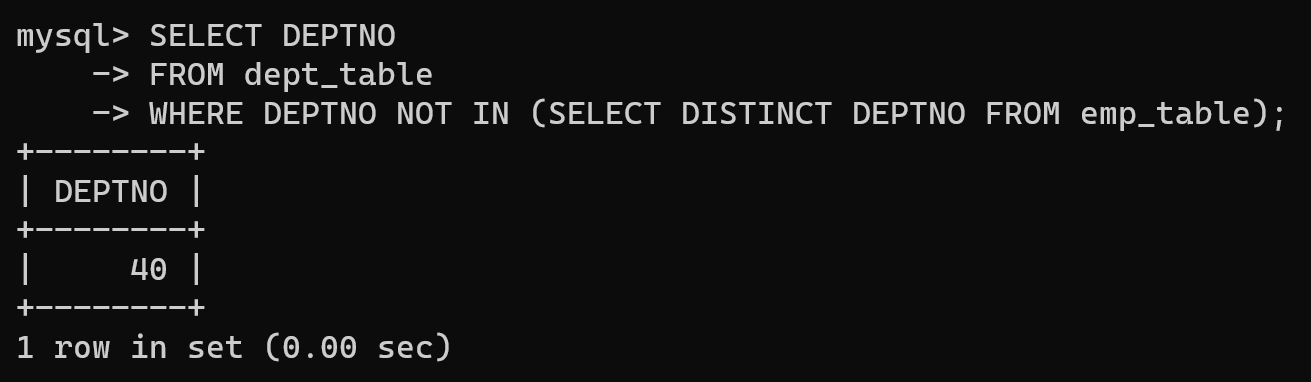 mysql> SELECT DEPTNO
    -> FROM dept_table
    -> WHERE DEPTNO NOT IN (SELECT DISTINCT DEPTNO FROM emp_table);
+--------+
| DEPTNO |
+--------+
|     40 |
+--------+
1 row in set (0.00 sec)